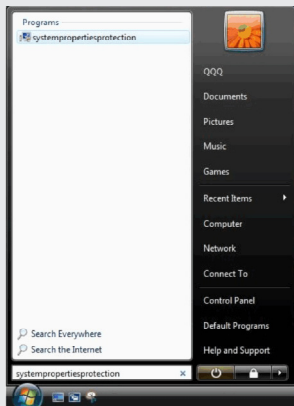 Programs
systempropertiesprotection
Search Everywhere
Search the Internet
systempropertiesprotection
QQQ
Documents
Pictures
Music
Games
Recent Items
Computer
Network
Connect To
Control Panel
Default Programs
Help and Support